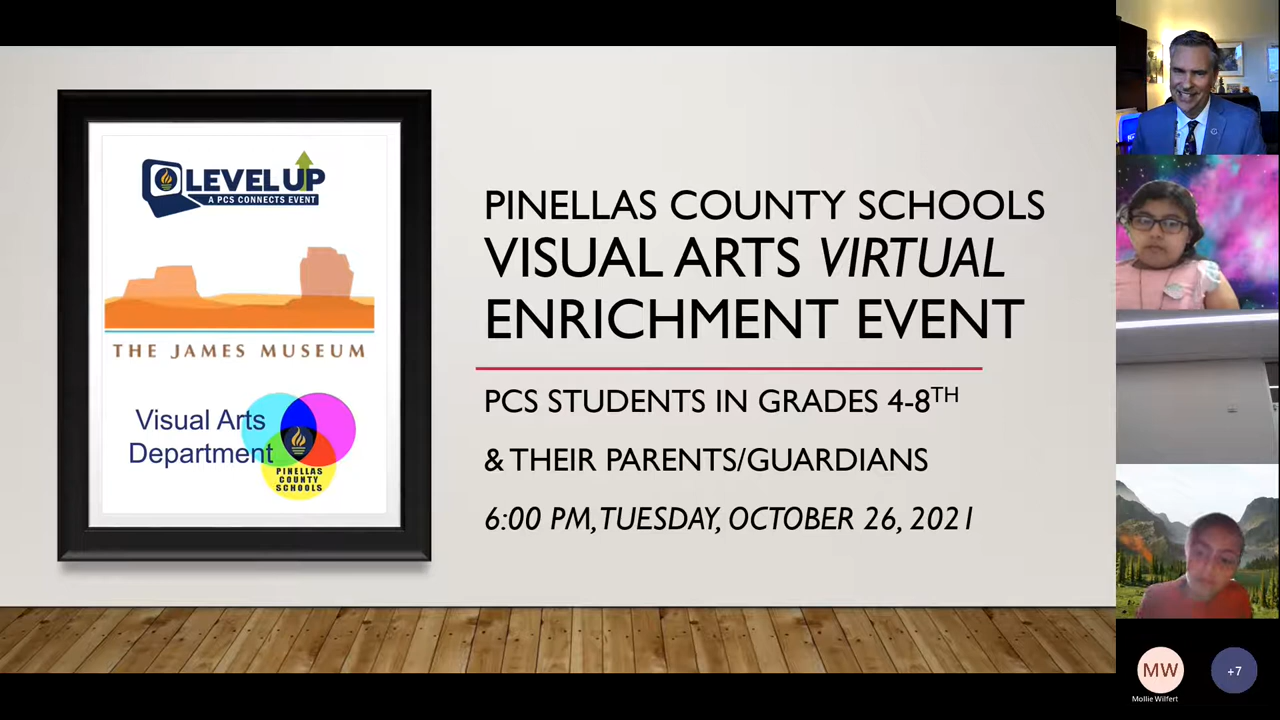 LEVEL UP
A PCS CONNECTS EVENT
THE JAMES MUSEUM
Visual Arts
Department
PINELLAS
COUNTY
SCHOOLS
PINELLAS COUNTY SCHOOLS
VISUAL ARTS VIRTUAL
ENRICHMENT EVENT
PCS STUDENTS IN GRADES 4-8TH
& THEIR PARENTS/GUARDIANS
6:00 PM, TUESDAY, OCTOBER 26, 2021
MW
Mollie Wilfert
+7